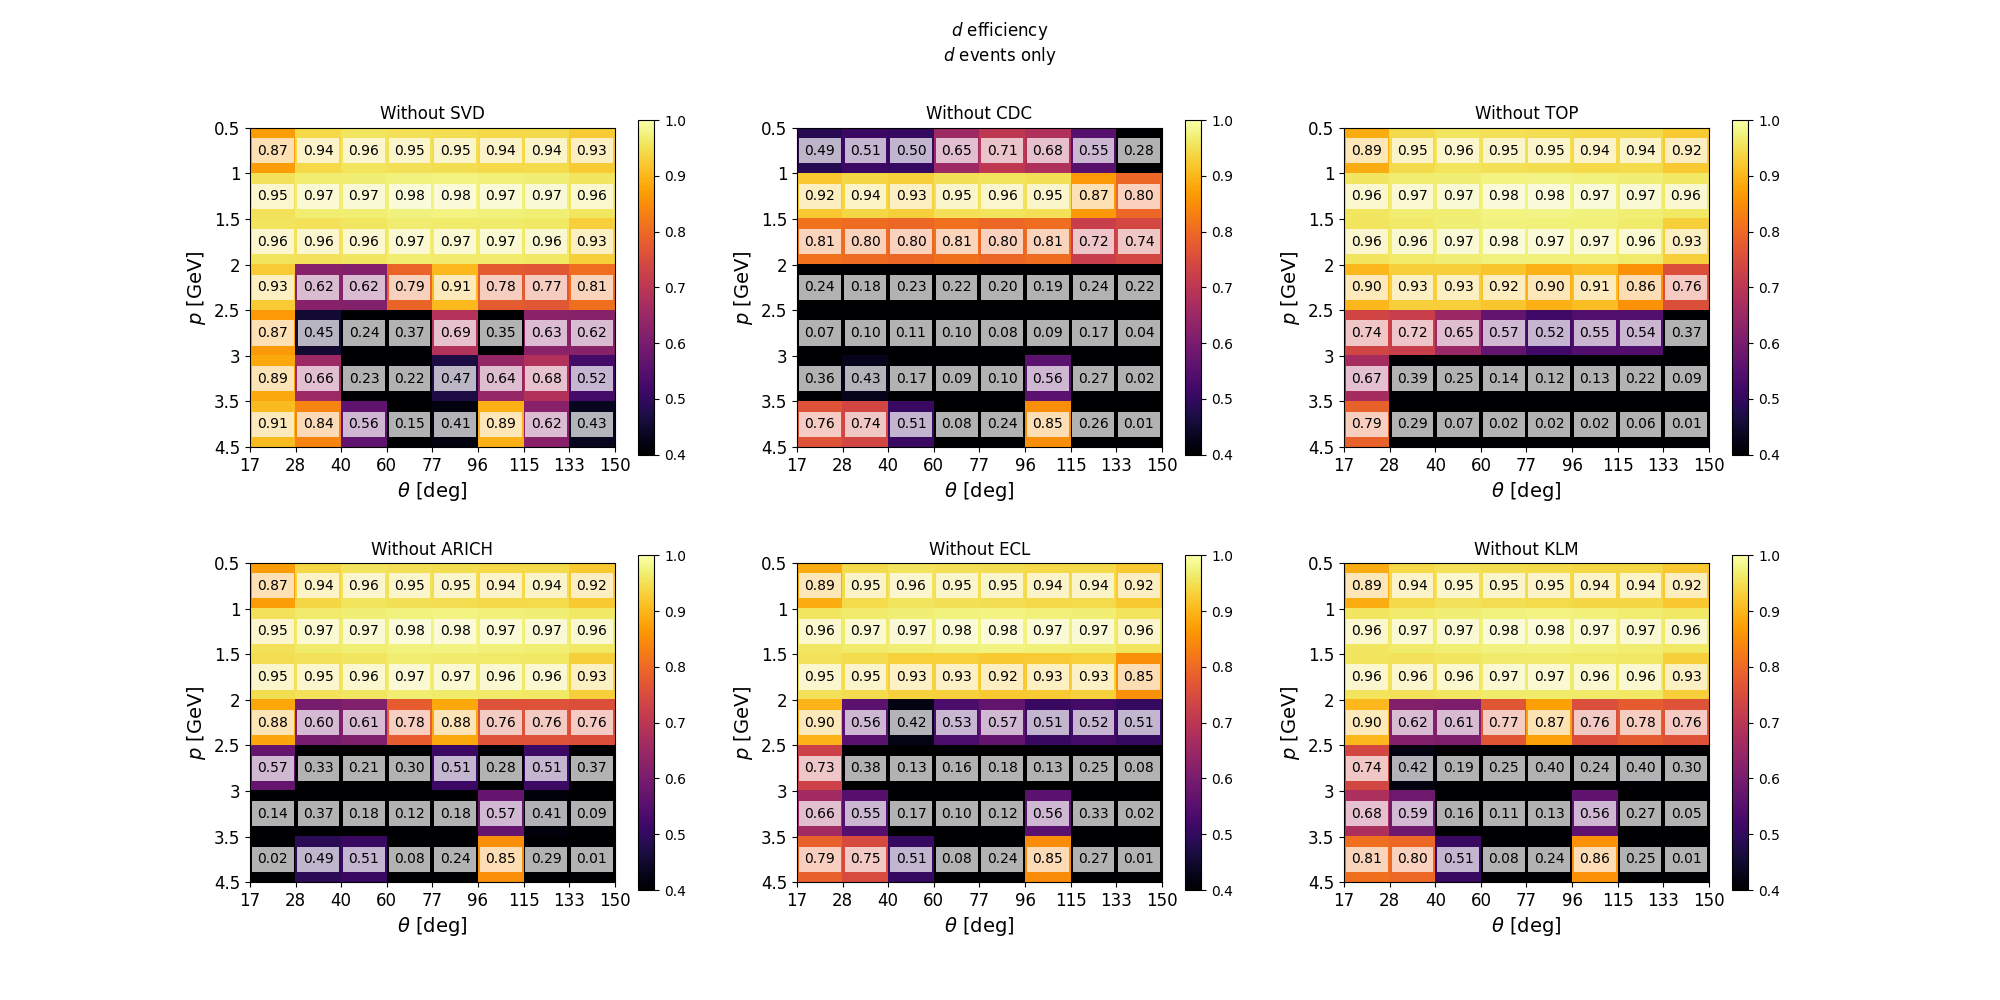 d efficiency
d events only
Without SVD
Without CDC
Without TOP
0.5 0.87 0.94 0.96 0.95 0.95 0.94 0.94 0.93 1.0
1 0.95 0.97 0.97 0.98 0.98 0.97 0.97 0.96 0.9
1.5 0.96 0.96 0.96 0.97 0.97 0.97 0.96 0.93 0.8
2 0.93 0.62 0.62 0.79 0.91 0.78 0.77 0.81 0.7
2.5 0.87 0.45 0.24 0.37 0.69 0.35 0.63 0.62 0.6
3 0.89 0.66 0.23 0.22 0.47 0.64 0.68 0.52 0.5
3.5 0.91 0.84 0.56 0.15 0.41 0.89 0.62 0.43 0.4
4.5
p [GeV]
17 28 40 60 77 96 115 133 150
θ [deg]
0.5 0.49 0.51 0.50 0.65 0.71 0.68 0.55 0.28 1.0
1 0.92 0.94 0.93 0.95 0.96 0.95 0.87 0.80 0.9
1.5 0.81 0.80 0.80 0.81 0.80 0.81 0.72 0.74 0.8
2 0.24 0.18 0.23 0.22 0.20 0.19 0.24 0.22 0.7
2.5 0.07 0.10 0.11 0.10 0.08 0.09 0.17 0.04 0.6
3 0.36 0.43 0.17 0.09 0.10 0.56 0.27 0.02 0.5
3.5 0.76 0.74 0.51 0.08 0.24 0.85 0.26 0.01 0.4
4.5
p [GeV]
17 28 40 60 77 96 115 133 150
θ [deg]
0.5 0.89 0.95 0.96 0.95 0.95 0.94 0.94 0.92 1.0
1 0.96 0.97 0.97 0.98 0.98 0.97 0.97 0.96 0.9
1.5 0.96 0.96 0.97 0.98 0.97 0.97 0.96 0.93 0.8
2 0.90 0.93 0.93 0.92 0.90 0.91 0.86 0.76 0.7
2.5 0.74 0.72 0.65 0.57 0.52 0.55 0.54 0.37 0.6
3 0.67 0.39 0.25 0.14 0.12 0.13 0.22 0.09 0.5
3.5 0.79 0.29 0.07 0.02 0.02 0.02 0.06 0.01 0.4
4.5
p [GeV]
17 28 40 60 77 96 115 133 150
θ [deg]
Without ARICH
Without ECL
Without KLM
0.5 0.87 0.94 0.96 0.95 0.95 0.94 0.94 0.92 1.0
1 0.95 0.97 0.97 0.98 0.98 0.97 0.97 0.96 0.9
1.5 0.95 0.95 0.96 0.97 0.97 0.96 0.96 0.93 0.8
2 0.88 0.60 0.61 0.78 0.88 0.76 0.76 0.76 0.7
2.5 0.57 0.33 0.21 0.30 0.51 0.28 0.51 0.37 0.6
3 0.14 0.37 0.18 0.12 0.18 0.57 0.41 0.09 0.5
3.5 0.02 0.49 0.51 0.08 0.24 0.85 0.29 0.01 0.4
4.5
p [GeV]
17 28 40 60 77 96 115 133 150
θ [deg]
0.5 0.89 0.95 0.96 0.95 0.95 0.94 0.94 0.92 1.0
1 0.96 0.97 0.97 0.98 0.98 0.97 0.97 0.96 0.9
1.5 0.95 0.95 0.93 0.93 0.92 0.93 0.93 0.85 0.8
2 0.90 0.56 0.42 0.53 0.57 0.51 0.52 0.51 0.7
2.5 0.73 0.38 0.13 0.16 0.18 0.13 0.25 0.08 0.6
3 0.66 0.55 0.17 0.10 0.12 0.56 0.33 0.02 0.5
3.5 0.79 0.75 0.51 0.08 0.24 0.85 0.27 0.01 0.4
4.5
p [GeV]
17 28 40 60 77 96 115 133 150
θ [deg]
0.5 0.89 0.94 0.95 0.95 0.95 0.94 0.94 0.92 1.0
1 0.96 0.97 0.97 0.98 0.98 0.97 0.97 0.96 0.9
1.5 0.96 0.96 0.96 0.97 0.97 0.96 0.96 0.93 0.8
2 0.90 0.62 0.61 0.77 0.87 0.76 0.78 0.76 0.7
2.5 0.74 0.42 0.19 0.25 0.40 0.24 0.40 0.30 0.6
3 0.68 0.59 0.16 0.11 0.13 0.56 0.27 0.05 0.5
3.5 0.81 0.80 0.51 0.08 0.24 0.86 0.25 0.01 0.4
4.5
p [GeV]
17 28 40 60 77 96 115 133 150
θ [deg]